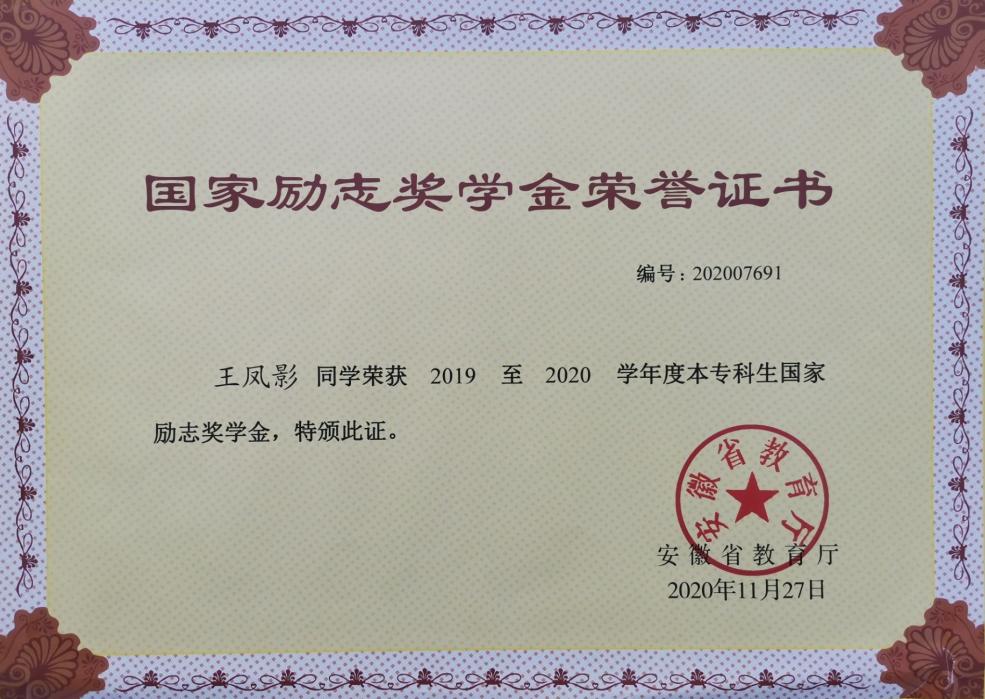 国家励志奖学金荣誉证书
编号：202007691
王凤影 同学荣获 2019 至 2020 学年度本专科生国家
励志奖学金，特颁此证。
安徽省教育厅
安徽省教育厅
2020年11月27日